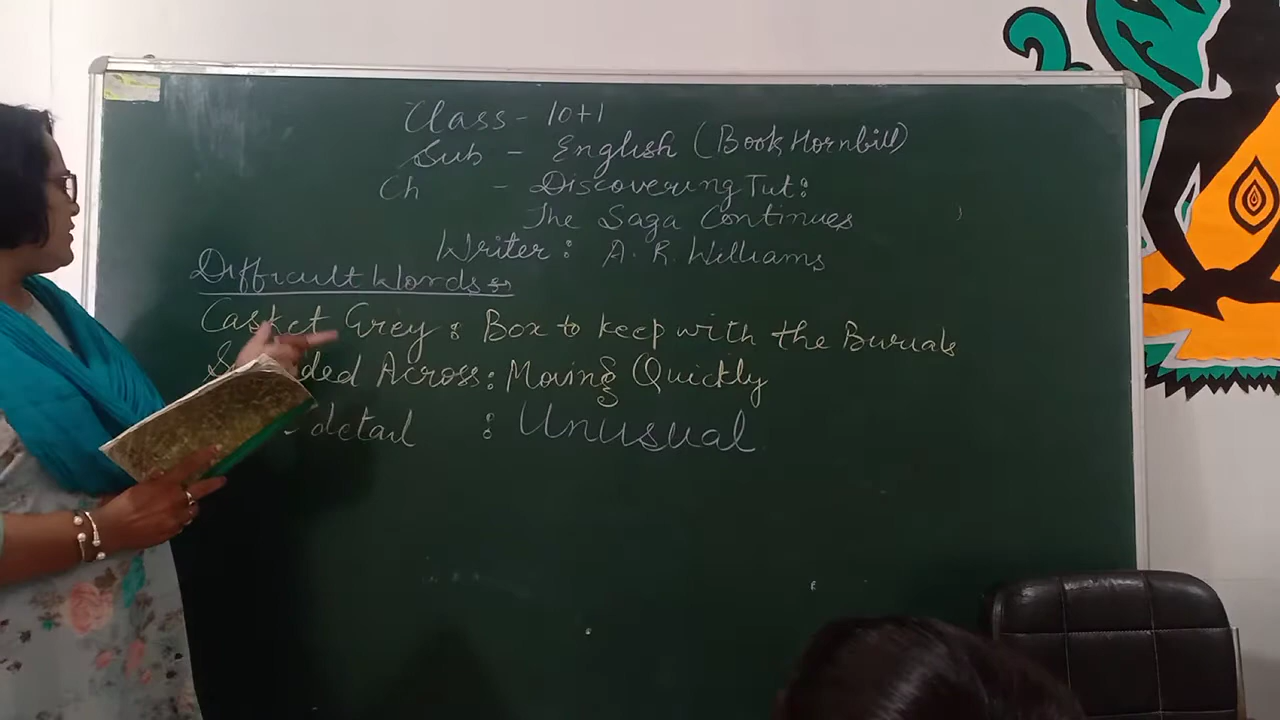 Class - 10+1
Sub - English (Book Hornbill)
Ch - Discovering Tut:
The Saga Continues
Writer: A. R. Williams
Difficult Words:→
Casket Grey : Box to keep with the Burials
Across: Moving Quickly
- detail : Unusual